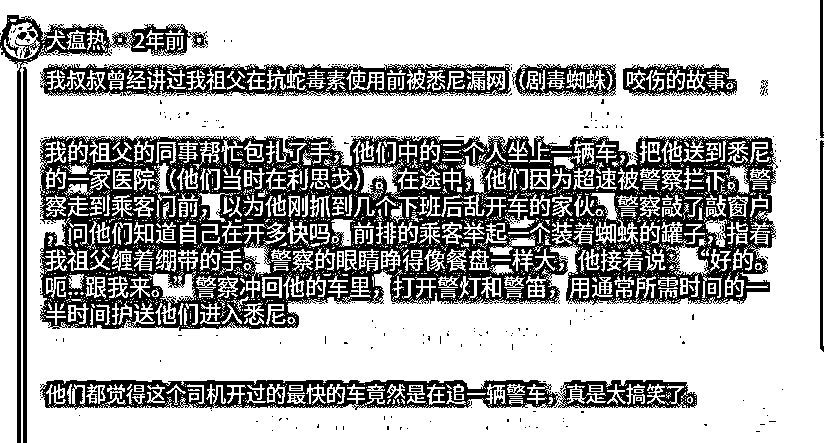 犬瘟热 · 2年前
我叔叔曾经讲过我祖父在抗蛇毒素使用前被悉尼漏网（剧毒蜘蛛）咬伤的故事。
我的祖父的同事帮忙包扎了手，他们中的三个人坐上一辆车，把他送到悉尼
的一家医院（他们当时在利思戈）。在途中，他们因为超速被警察拦下。警
察走到乘客门前，以为他刚抓到几个下班后乱开车的家伙。警察敲了敲窗户
，问他们知道自己在开多快吗。前排的乘客举起一个装着蜘蛛的罐子，指着
我祖父缠着绷带的手。警察的眼睛睁得像餐盘一样大，他接着说：“好的。
呃...跟我来。”警察冲回他的车里，打开警灯和警笛，用通常所需时间的一
半时间护送他们进入悉尼。
他们都觉得这个司机开过的最快的车竟然是在追一辆警车，真是太搞笑了。